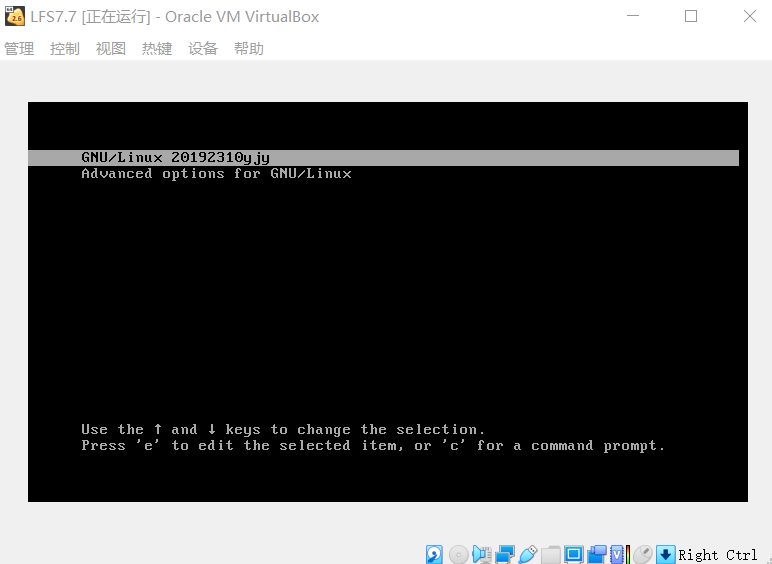 LFS7.7 [正在运行] - Oracle VM VirtualBox
管理 控制 视图 热键 设备 帮助
GNU/Linux 20192310yjy
Advanced options for GNU/Linux
Use the ↑ and ↓ keys to change the selection.
Press 'e' to edit the selected item, or 'c' for a command prompt.
Right Ctrl